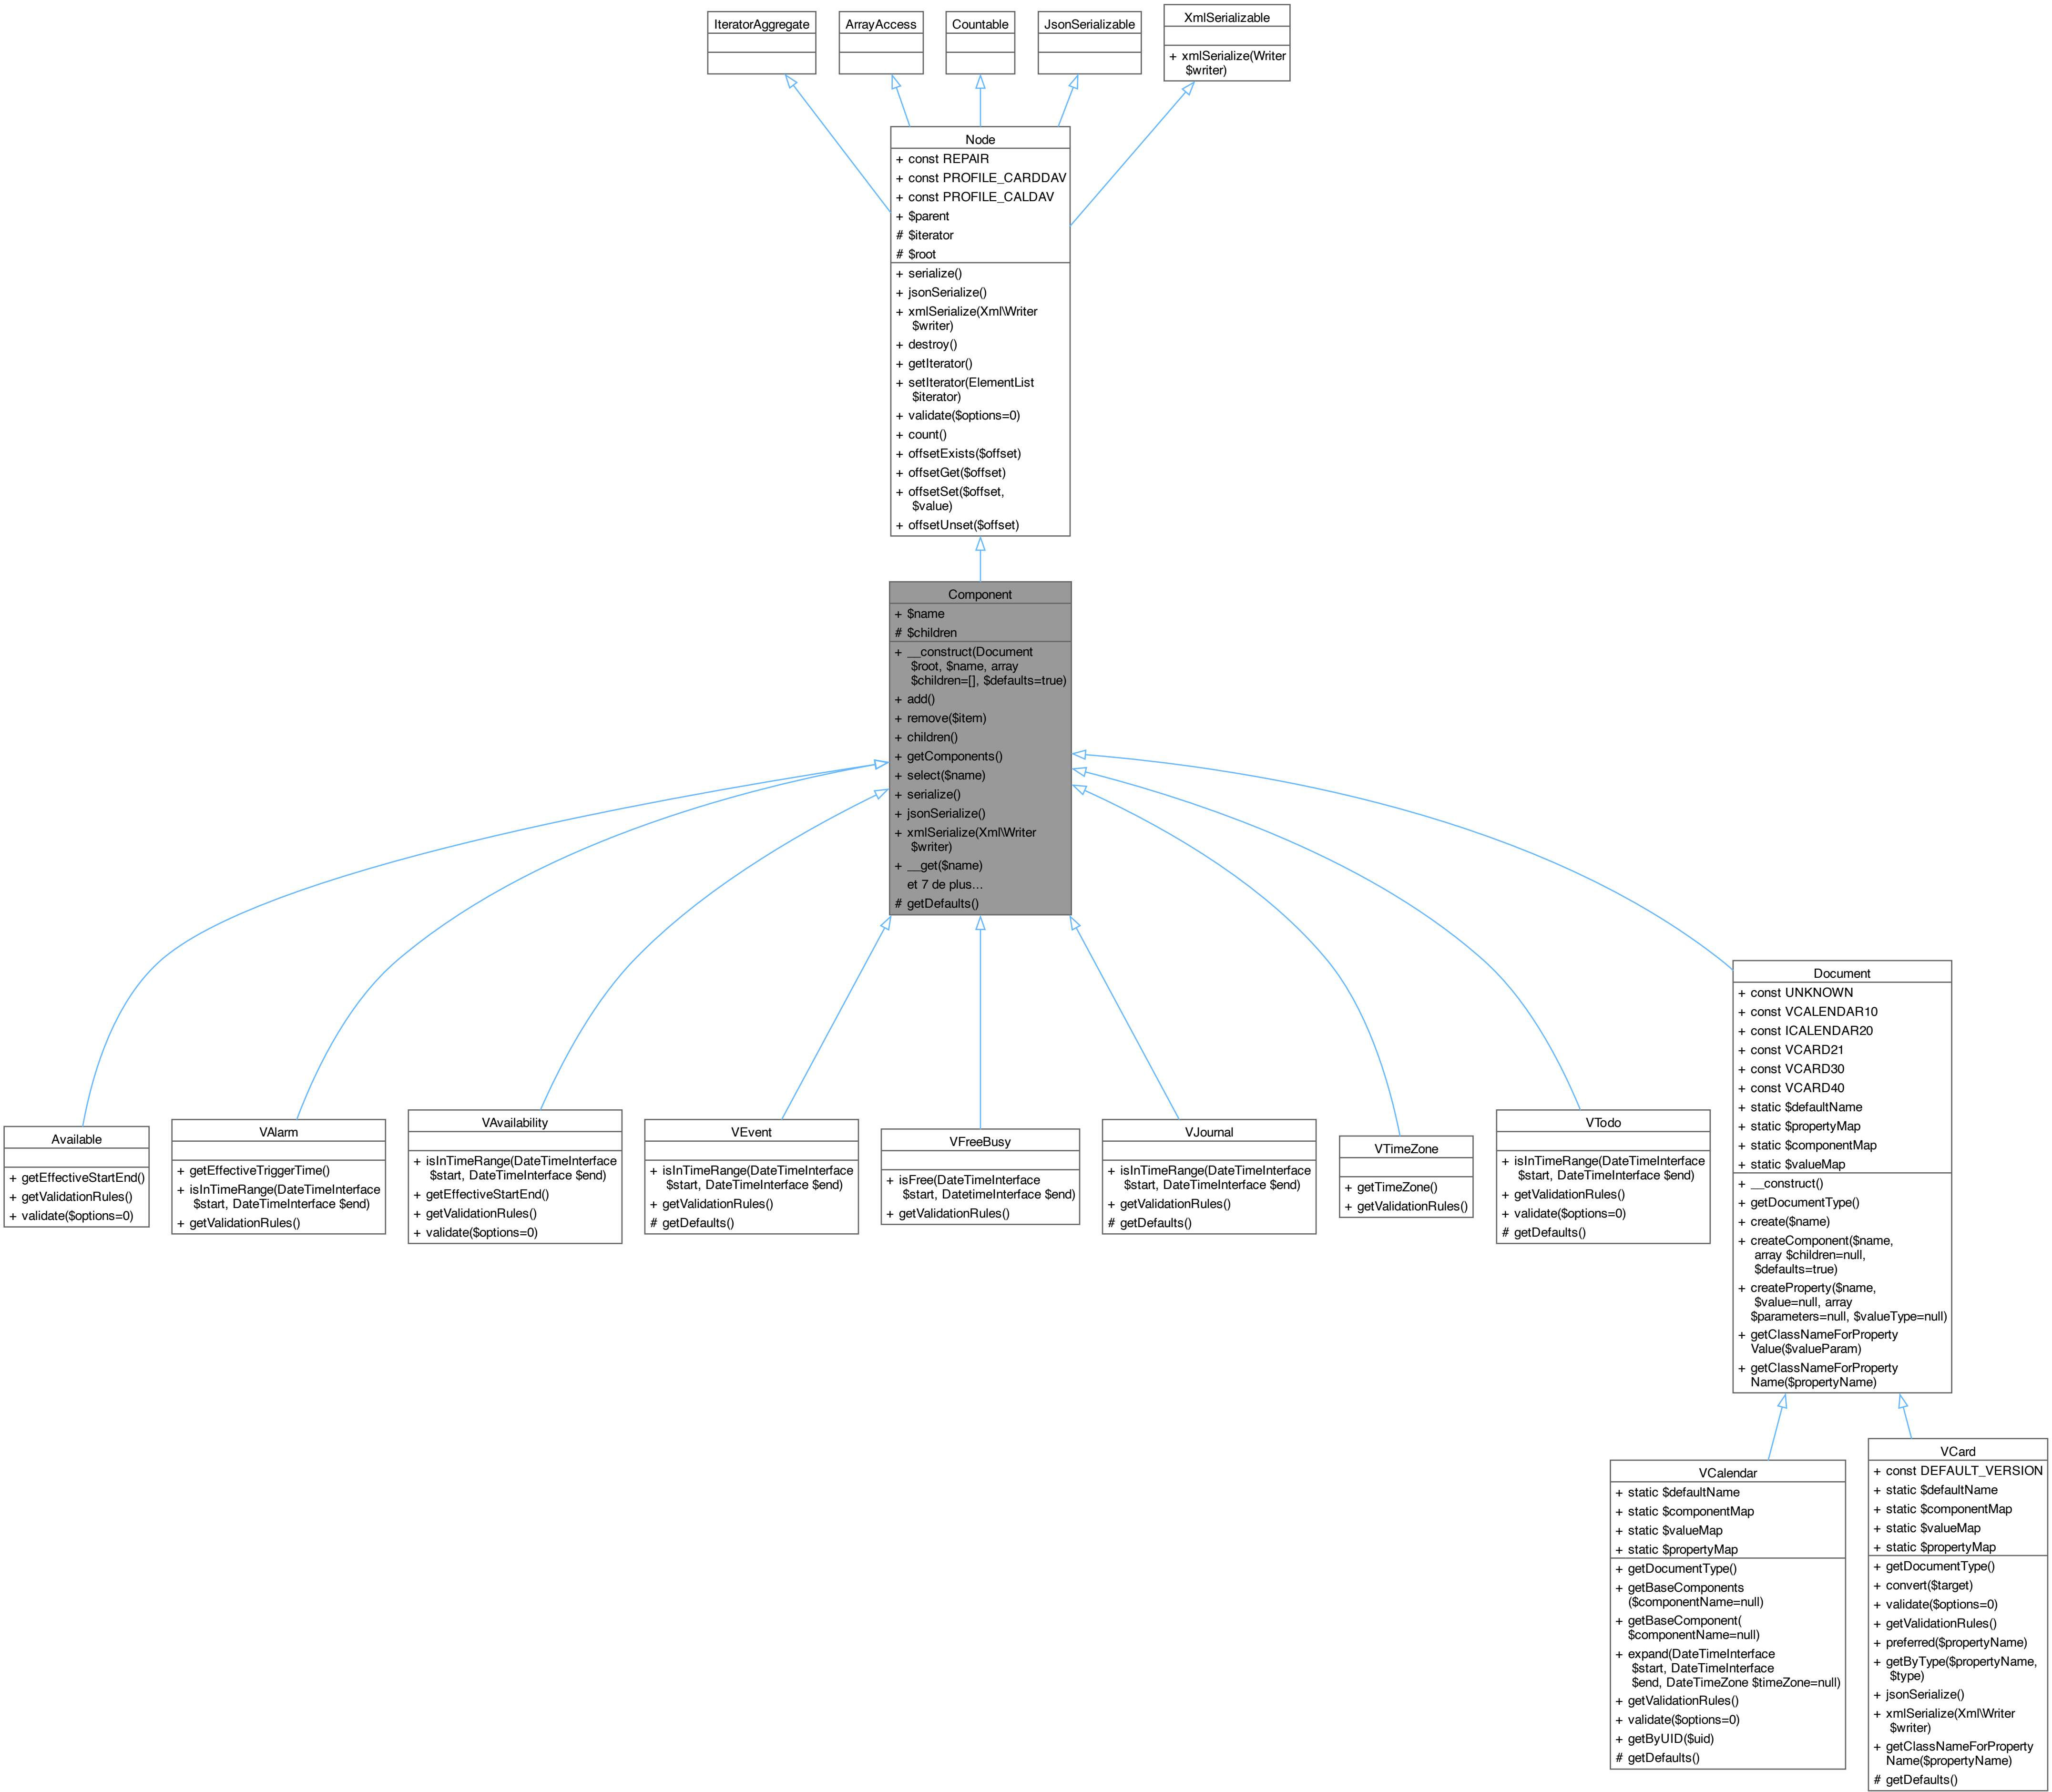 IteratorAggregate
ArrayAccess
Countable
JsonSerializable
XmlSerializable
+ xmlSerialize(Writer
$writer)
Node
+ const REPAIR
+ const PROFILE_CARDDAV
+ const PROFILE_CALDAV
+ $parent
# $iterator
# $root
+ serialize()
+ jsonSerialize()
+ xmlSerialize(Xml\Writer
$writer)
+ destroy()
+ getIterator()
+ setIterator(ElementList
$iterator)
+ validate($options=0)
+ count()
+ offsetExists($offset)
+ offsetGet($offset)
+ offsetSet($offset,
$value)
+ offsetUnset($offset)
Component
+ $name
# $children
+ __construct(Document
$root, $name, array
$children=[], $defaults=true)
+ add()
+ remove($item)
+ children()
+ getComponents()
+ select($name)
+ serialize()
+ jsonSerialize()
+ xmlSerialize(Xml\Writer
$writer)
+ __get($name)
et 7 de plus...
# getDefaults()
Available
+ getEffectiveStartEnd()
+ getValidationRules()
+ validate($options=0)
VAlarm
+ getEffectiveTriggerTime()
+ isInTimeRange(DateTimeInterface
$start, DateTimeInterface $end)
+ getValidationRules()
VAvailability
+ isInTimeRange(DateTimeInterface
$start, DateTimeInterface $end)
+ getEffectiveStartEnd()
+ getValidationRules()
+ validate($options=0)
VEvent
+ isInTimeRange(DateTimeInterface
$start, DateTimeInterface $end)
+ getValidationRules()
# getDefaults()
VFreeBusy
+ isFree(DateTimeInterface
$start, DatetimeInterface $end)
+ getValidationRules()
VJournal
+ isInTimeRange(DateTimeInterface
$start, DateTimeInterface $end)
+ getValidationRules()
# getDefaults()
VTimeZone
+ getTimeZone()
+ getValidationRules()
VTodo
+ isInTimeRange(DateTimeInterface
$start, DateTimeInterface $end)
+ getValidationRules()
+ validate($options=0)
# getDefaults()
Document
+ const UNKNOWN
+ const VCALENDAR10
+ const ICALENDAR20
+ const VCARD21
+ const VCARD30
+ const VCARD40
+ static $defaultName
+ static $propertyMap
+ static $componentMap
+ static $valueMap
+ __construct()
+ getDocumentType()
+ create($name)
+ createComponent($name,
array $children=null,
$defaults=true)
+ createProperty($name,
$value=null, array
$parameters=null, $valueType=null)
+ getClassNameForProperty
Value($valueParam)
+ getClassNameForProperty
Name($propertyName)
VCalendar
+ static $defaultName
+ static $componentMap
+ static $valueMap
+ static $propertyMap
+ getDocumentType()
+ getBaseComponents
($componentName=null)
+ getBaseComponent(
$componentName=null)
+ expand(DateTimeInterface
$start, DateTimeInterface
$end, DateTimeZone $timeZone=null)
+ getValidationRules()
+ validate($options=0)
+ getByUID($uid)
# getDefaults()
VCard
+ const DEFAULT_VERSION
+ static $defaultName
+ static $componentMap
+ static $valueMap
+ static $propertyMap
+ getDocumentType()
+ convert($target)
+ validate($options=0)
+ getValidationRules()
+ preferred($propertyName)
+ getByType($propertyName,
$type)
+ jsonSerialize()
+ xmlSerialize(Xml\Writer
$writer)
+ getClassNameForProperty
Name($propertyName)
# getDefaults()